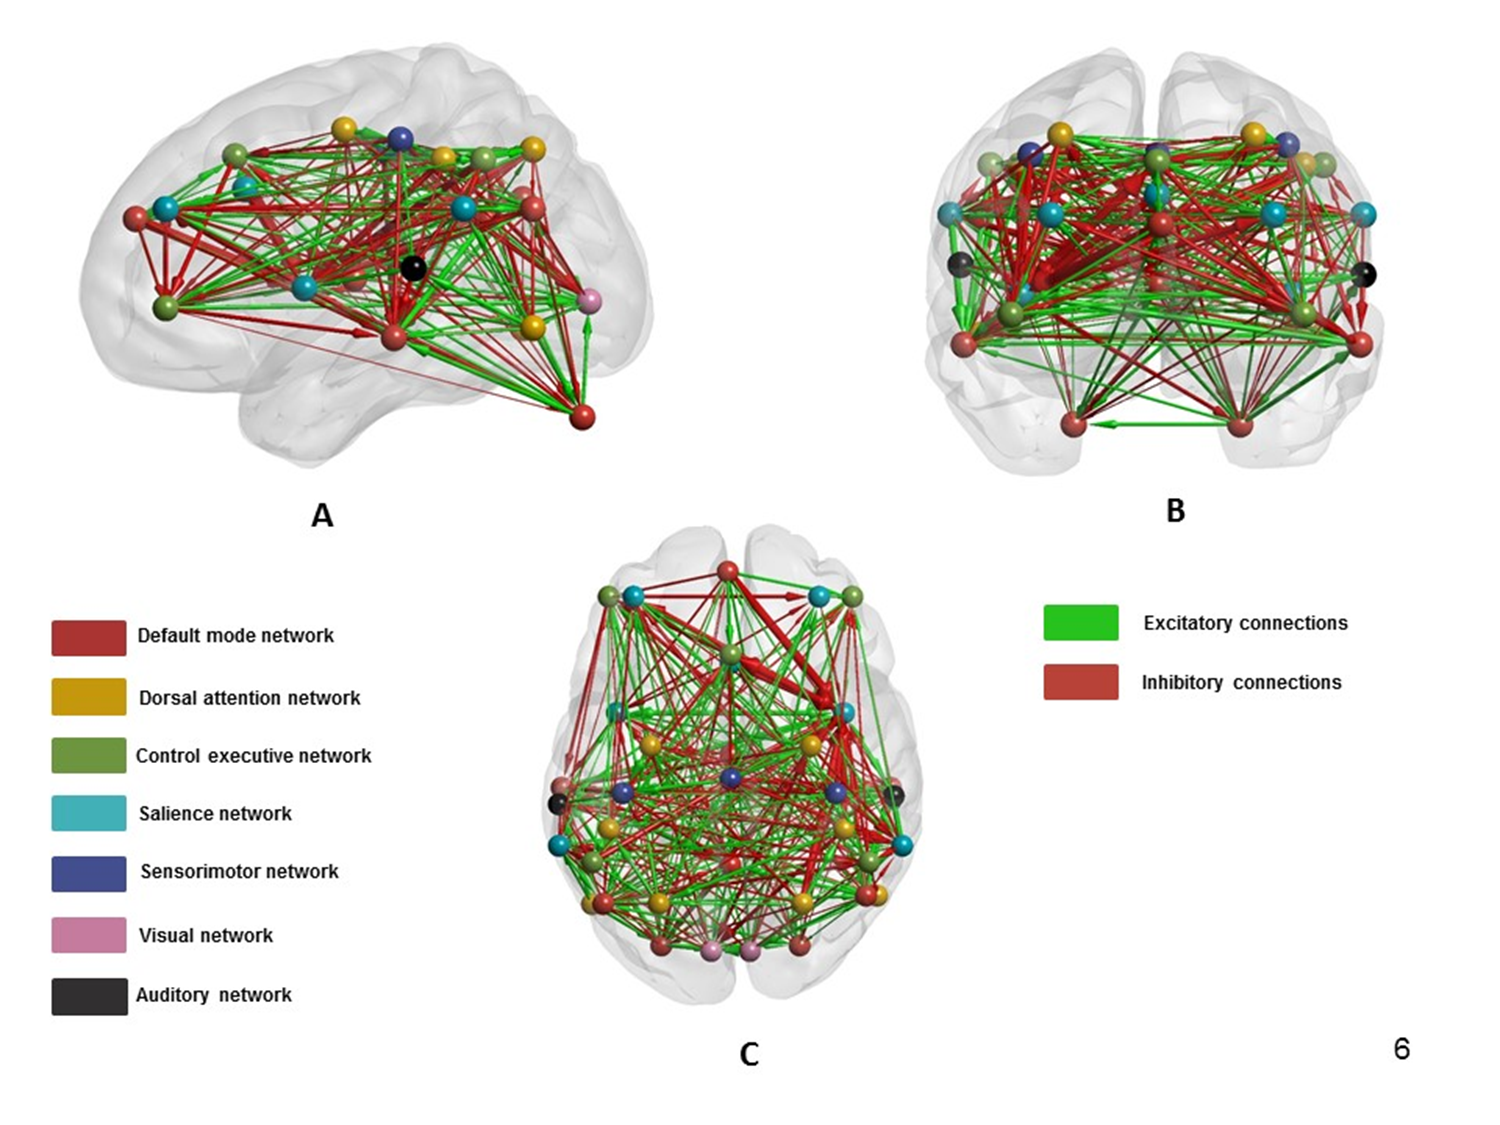 A
B
Default mode network
Dorsal attention network
Control executive network
Salience network
Sensorimotor network
Visual network
Auditory network
Excitatory connections
Inhibitory connections
C
6